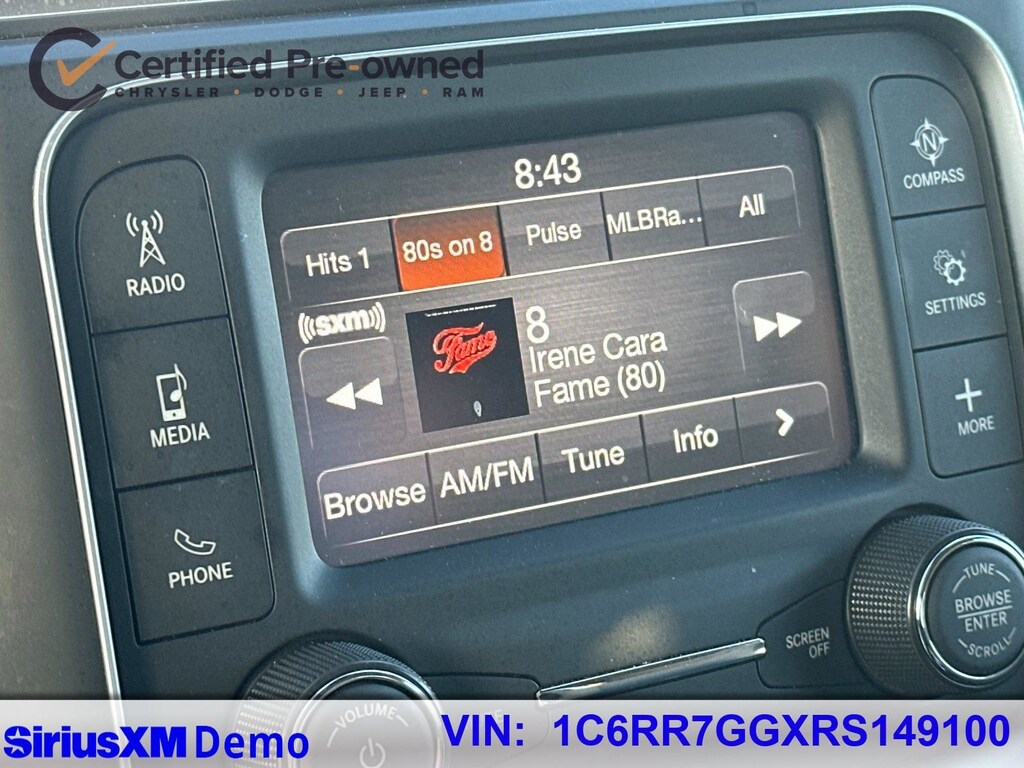 Certified Pre-owned
CHRYSLER • DODGE • JEEP • RAM
8:43
Hits 1
80s on 8
Pulse
MLBRa...
All
((sxm))
Fame
8
Irene Cara
Fame (80)
Browse
AM/FM
Tune
Info
RADIO
MEDIA
PHONE
N
COMPASS
SETTINGS
MORE
TUNE
BROWSE
ENTER
SCROLL
SCREEN
OFF
VOLUME
SiriusXM Demo
VIN: 1C6RR7GGXRS149100